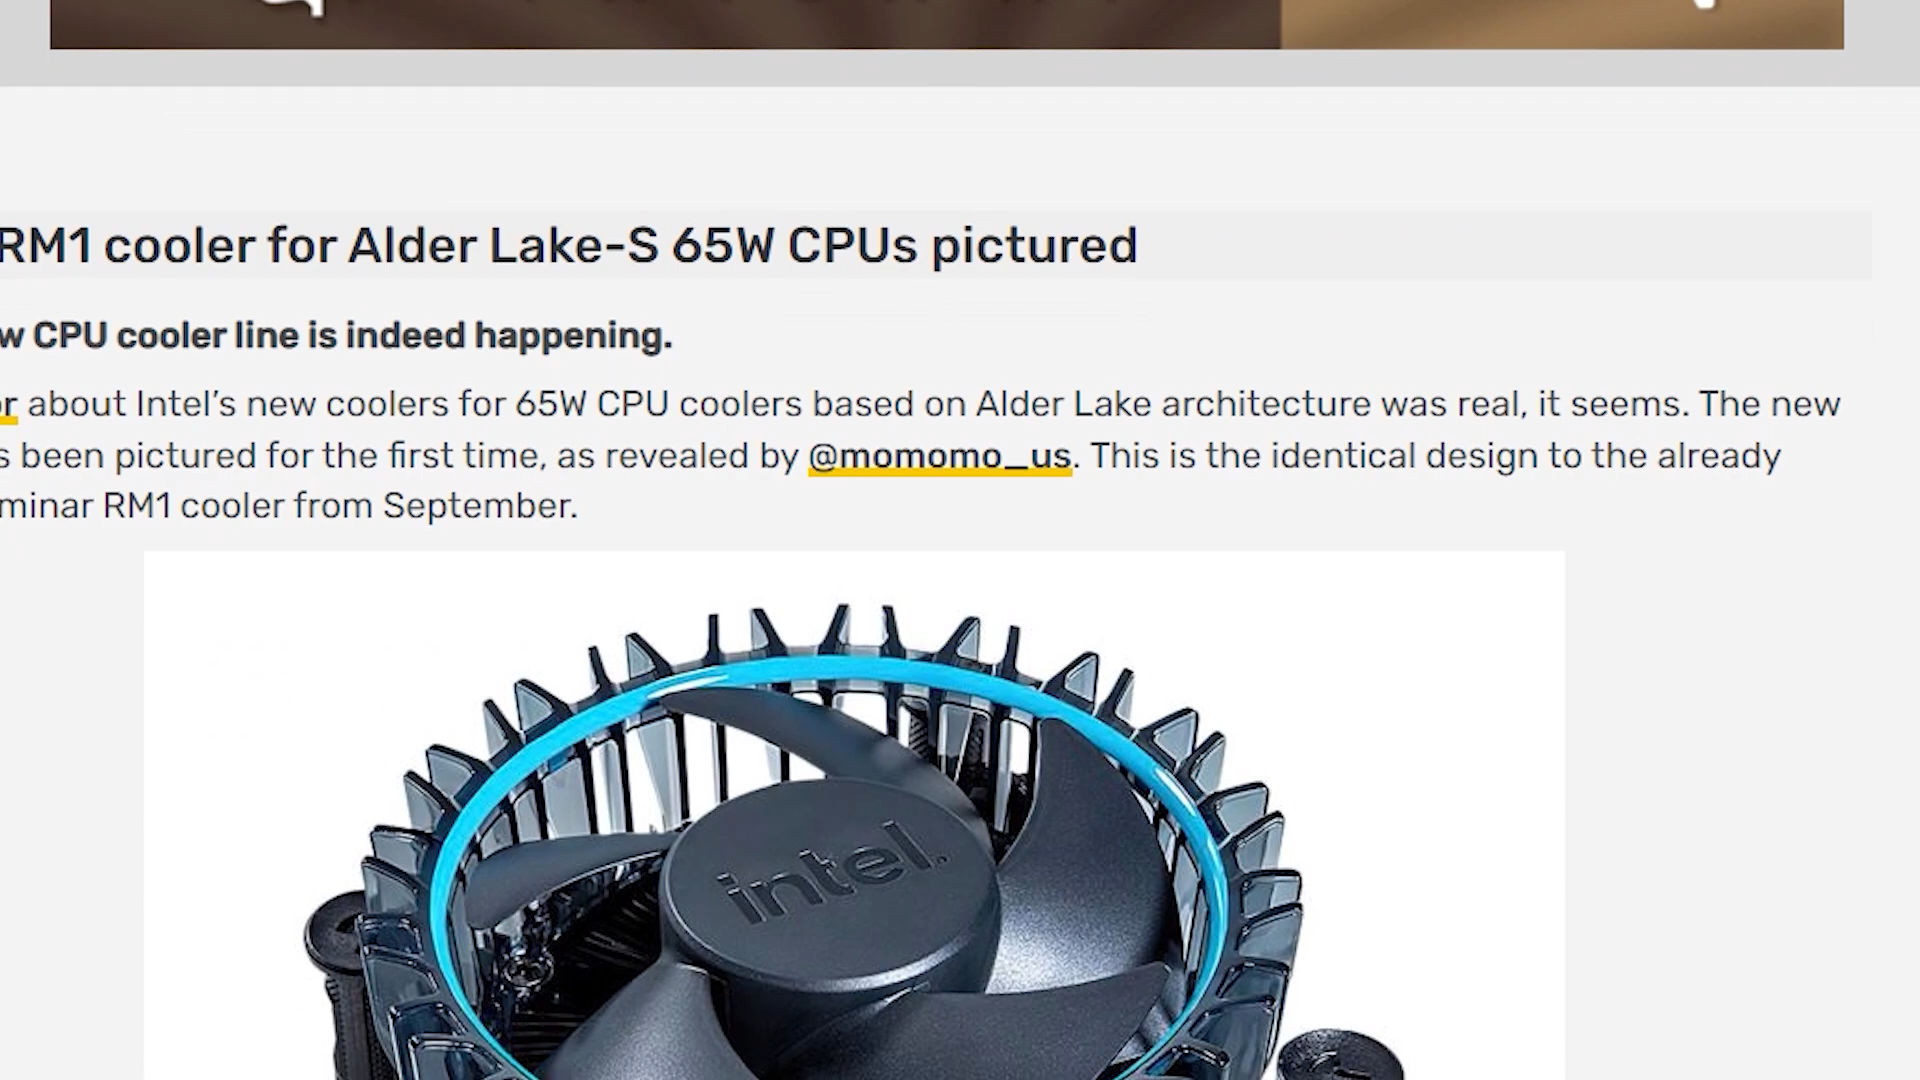 RM1 cooler for Alder Lake-S 65W CPUs pictured
w CPU cooler line is indeed happening.
or about Intel’s new coolers for 65W CPU coolers based on Alder Lake architecture was real, it seems. The new
s been pictured for the first time, as revealed by @momomo_us. This is the identical design to the already
minar RM1 cooler from September.
intel.